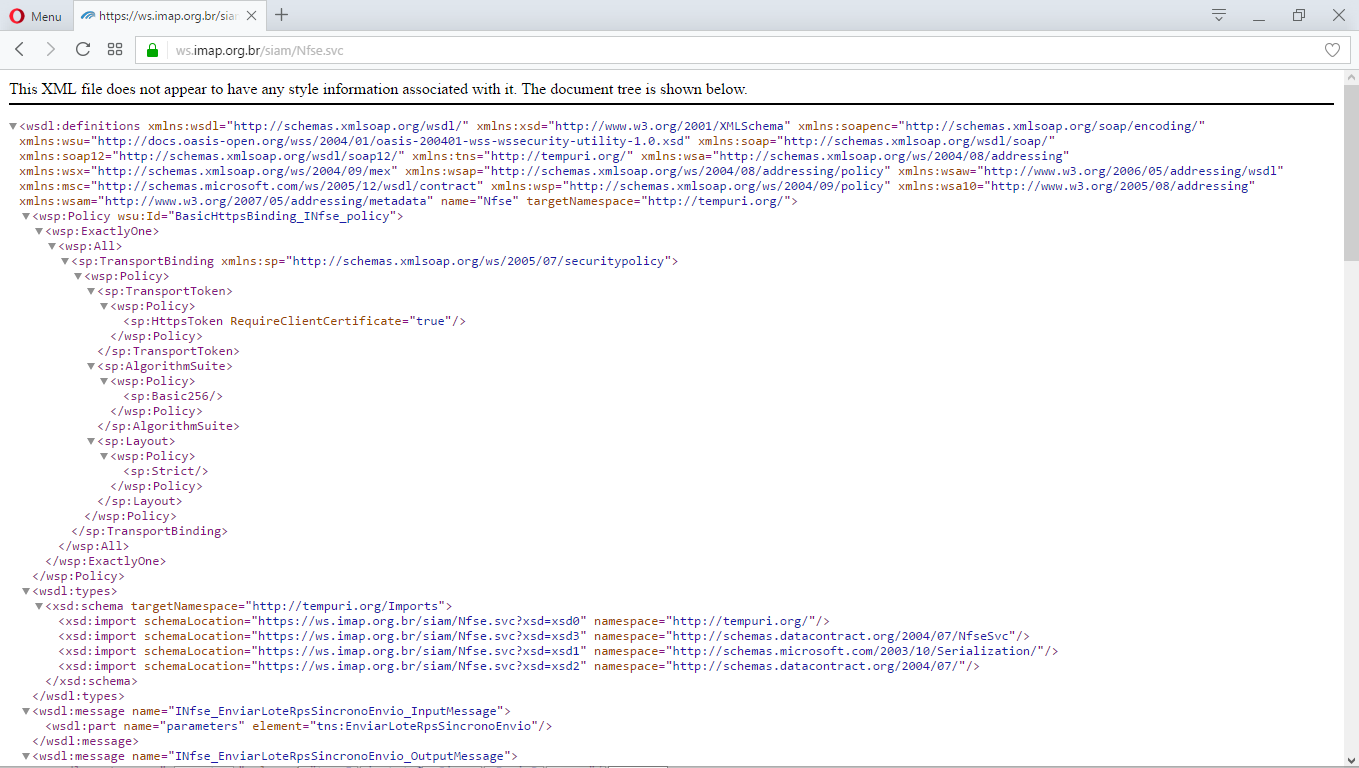 Menu
https://ws.imap.org.br/siam
ws.imap.org.br/siam/Nfse.svc
This XML file does not appear to have any style information associated with it. The document tree is shown below.
<wsdl:definitions xmlns:wsdl="http://schemas.xmlsoap.org/wsdl/" xmlns:xsd="http://www.w3.org/2001/XMLSchema" xmlns:soapenc="http://schemas.xmlsoap.org/soap/encoding/"
xmlns:wsu="http://docs.oasis-open.org/wss/2004/01/oasis-200401-wss-wssecurity-utility-1.0.xsd" xmlns:soap="http://schemas.xmlsoap.org/wsdl/soap/"
xmlns:soap12="http://schemas.xmlsoap.org/wsdl/soap12/" xmlns:tns="http://tempuri.org/" xmlns:wsa="http://schemas.xmlsoap.org/ws/2004/08/addressing"
xmlns:wsx="http://schemas.xmlsoap.org/ws/2004/09/mex" xmlns:wsap="http://schemas.xmlsoap.org/ws/2004/08/addressing/policy" xmlns:wsaw="http://www.w3.org/2006/05/addressing/wsdl"
xmlns:msc="http://schemas.microsoft.com/ws/2005/12/wsdl/contract" xmlns:wsp="http://schemas.xmlsoap.org/ws/2004/09/policy" xmlns:wsa10="http://www.w3.org/2005/08/addressing"
xmlns:wsam="http://www.w3.org/2007/05/addressing/metadata" name="Nfse" targetNamespace="http://tempuri.org/">
<wsp:Policy wsu:Id="BasicHttpsBinding_INfse_policy">
<wsp:ExactlyOne>
<wsp:All>
<sp:TransportBinding xmlns:sp="http://schemas.xmlsoap.org/ws/2005/07/securitypolicy">
<wsp:Policy>
<sp:TransportToken>
<wsp:Policy>
<sp:HttpsToken RequireClientCertificate="true"/>
</wsp:Policy>
</sp:TransportToken>
<sp:AlgorithmSuite>
<wsp:Policy>
<sp:Basic256/>
</wsp:Policy>
</sp:AlgorithmSuite>
<sp:Layout>
<wsp:Policy>
<sp:Strict/>
</wsp:Policy>
</sp:Layout>
</wsp:Policy>
</sp:TransportBinding>
</wsp:All>
</wsp:ExactlyOne>
</wsp:Policy>
<wsdl:types>
<xsd:schema targetNamespace="http://tempuri.org/Imports">
<xsd:import schemaLocation="https://ws.imap.org.br/siam/Nfse.svc?xsd=xsd0" namespace="http://tempuri.org/"/>
<xsd:import schemaLocation="https://ws.imap.org.br/siam/Nfse.svc?xsd=xsd3" namespace="http://schemas.datacontract.org/2004/07/NfseSvc"/>
<xsd:import schemaLocation="https://ws.imap.org.br/siam/Nfse.svc?xsd=xsd1" namespace="http://schemas.microsoft.com/2003/10/Serialization/"/>
<xsd:import schemaLocation="https://ws.imap.org.br/siam/Nfse.svc?xsd=xsd2" namespace="http://schemas.datacontract.org/2004/07/"/>
</xsd:schema>
</wsdl:types>
<wsdl:message name="INfse_EnviarLoteRpsSincronoEnvio_InputMessage">
<wsdl:part name="parameters" element="tns:EnviarLoteRpsSincronoEnvio"/>
</wsdl:message>
<wsdl:message name="INfse_EnviarLoteRpsSincronoEnvio_OutputMessage">